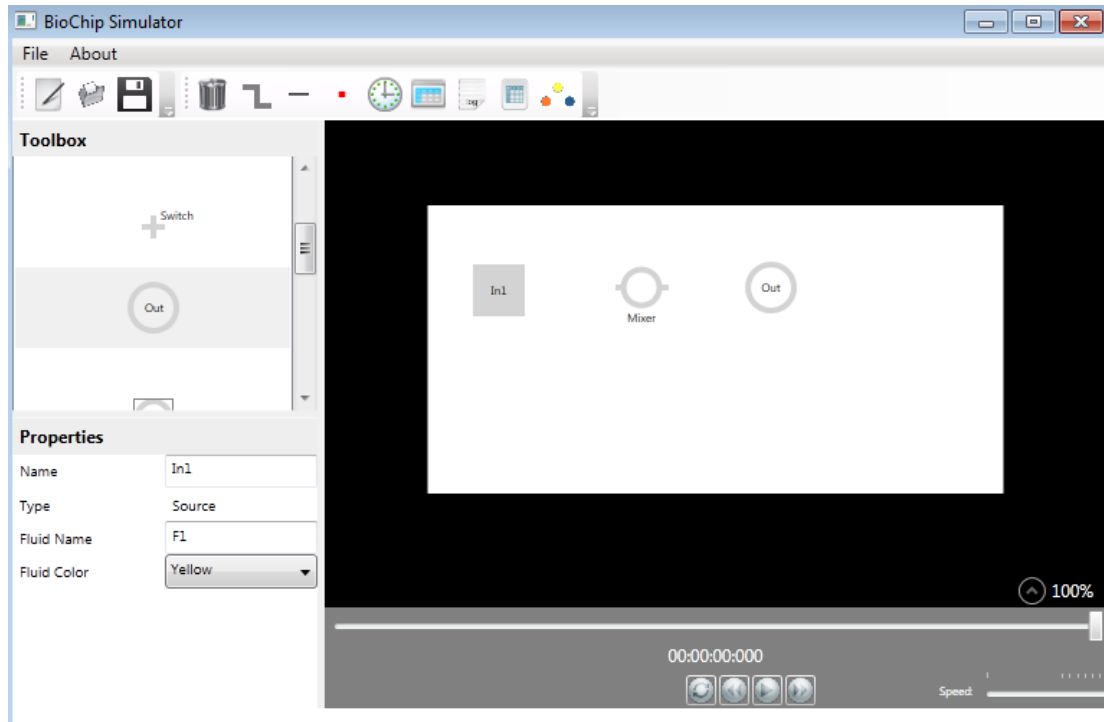 BioChip Simulator
File About
log
Toolbox
Switch
Out
In1
Mixer
Out
Properties
Name In1
Type Source
Fluid Name F1
Fluid Color Yellow
100%
00:00:00:000
Speed: